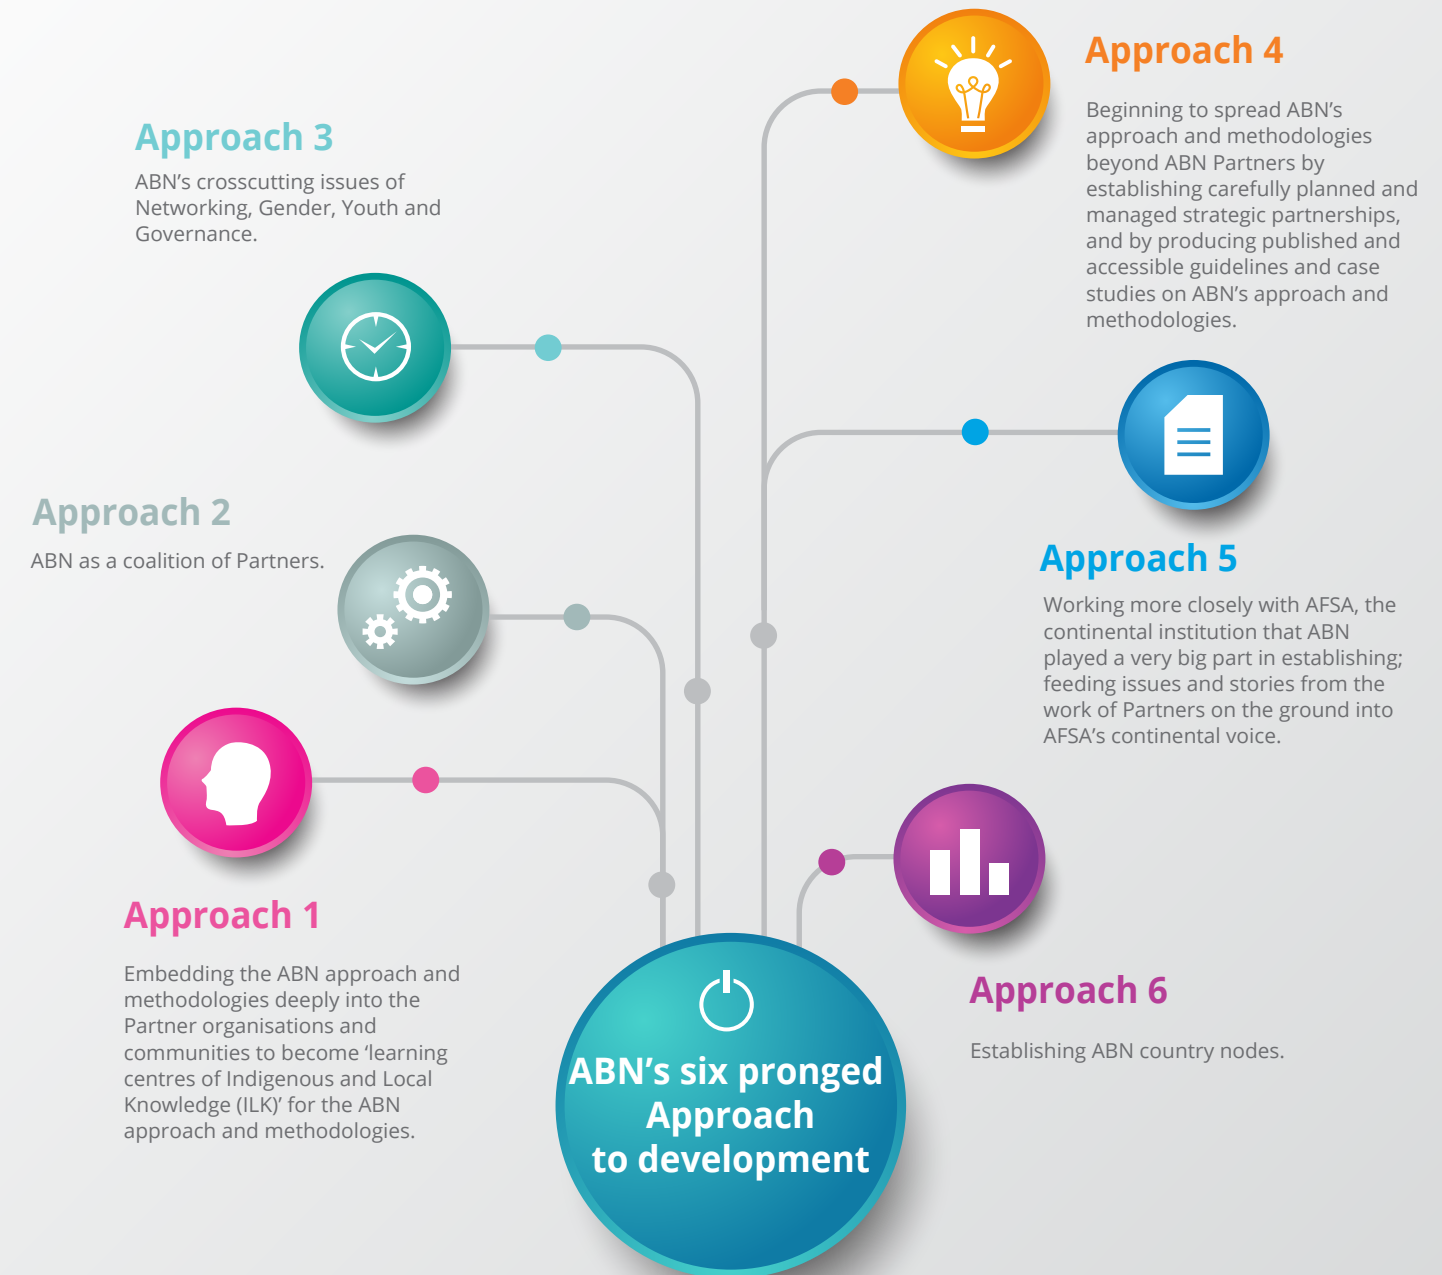 Approach 3
ABN’s crosscutting issues of
Networking, Gender, Youth and
Governance.
Approach 4
Beginning to spread ABN’s
approach and methodologies
beyond ABN Partners by
establishing carefully planned and
managed strategic partnerships,
and by producing published and
accessible guidelines and case
studies on ABN’s approach and
methodologies.
Approach 2
ABN as a coalition of Partners.
Approach 5
Working more closely with AFSA, the
continental institution that ABN
played a very big part in establishing;
feeding issues and stories from the
work of Partners on the ground into
AFSA’s continental voice.
Approach 1
Embedding the ABN approach and
methodologies deeply into the
Partner organisations and
communities to become ‘learning
centres of Indigenous and Local
Knowledge (ILK)’ for the ABN
approach and methodologies.
Approach 6
Establishing ABN country nodes.
ABN’s six pronged
Approach
to development